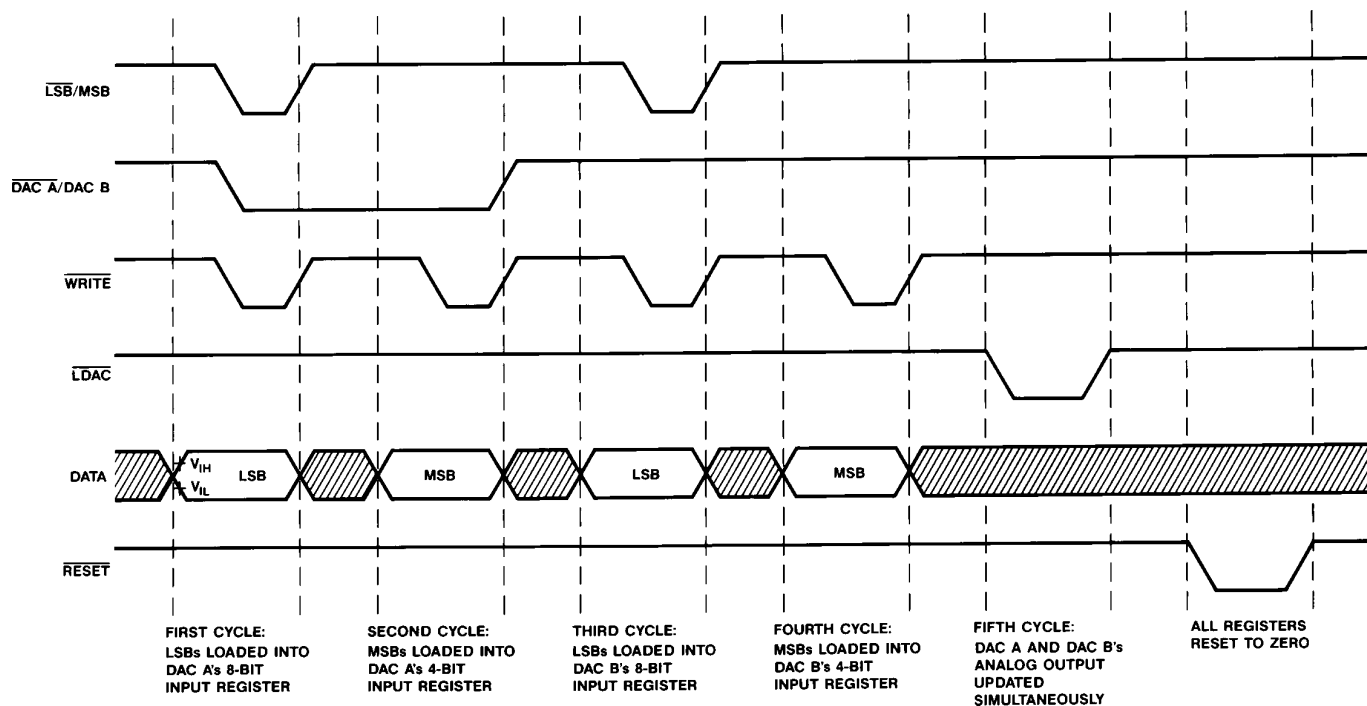 LSB/MSB
DAC A/DAC B
WRITE
LDAC
DATA
VIH
VIL
LSB
MSB
LSB
MSB
RESET
FIRST CYCLE:
LSBs LOADED INTO
DAC A's 8-BIT
INPUT REGISTER
SECOND CYCLE:
MSBs LOADED INTO
DAC A's 4-BIT
INPUT REGISTER
THIRD CYCLE:
LSBs LOADED INTO
DAC B's 8-BIT
INPUT REGISTER
FOURTH CYCLE:
MSBs LOADED INTO
DAC B's 4-BIT
INPUT REGISTER
FIFTH CYCLE:
DAC A AND DAC B's
ANALOG OUTPUT
UPDATED
SIMULTANEOUSLY
ALL REGISTERS
RESET TO ZERO